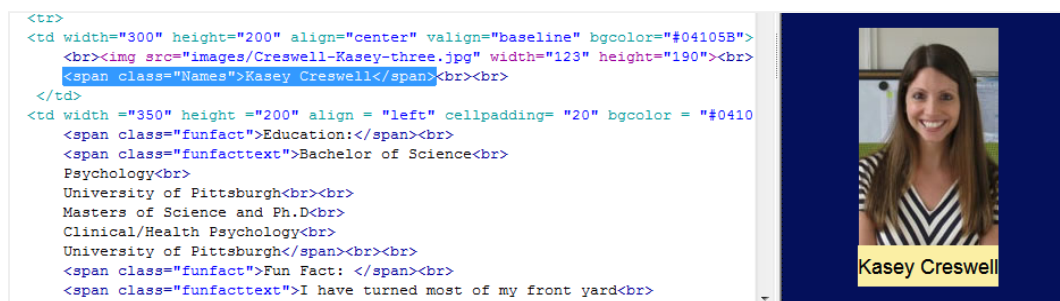 <tr>
<td width="300" height="200" align="center" valign="baseline" bgcolor="#04105B">
<br><img src="images/Creswell-Kasey-three.jpg" width="123" height="190"><br>
<span class="Names">Kasey Creswell</span><br><br>
</td>
<td width ="350" height ="200" align = "left" cellpadding= "20" bgcolor = "#0410
<span class="funfact">Education:</span><br>
<span class="funfacttext">Bachelor of Science<br>
Psychology<br>
University of Pittsburgh<br><br>
Masters of Science and Ph.D<br>
Clinical/Health Psychology<br>
University of Pittsburgh</span><br><br>
<span class="funfact">Fun Fact: </span><br>
<span class="funfacttext">I have turned most of my front yard<br>
Kasey Creswell